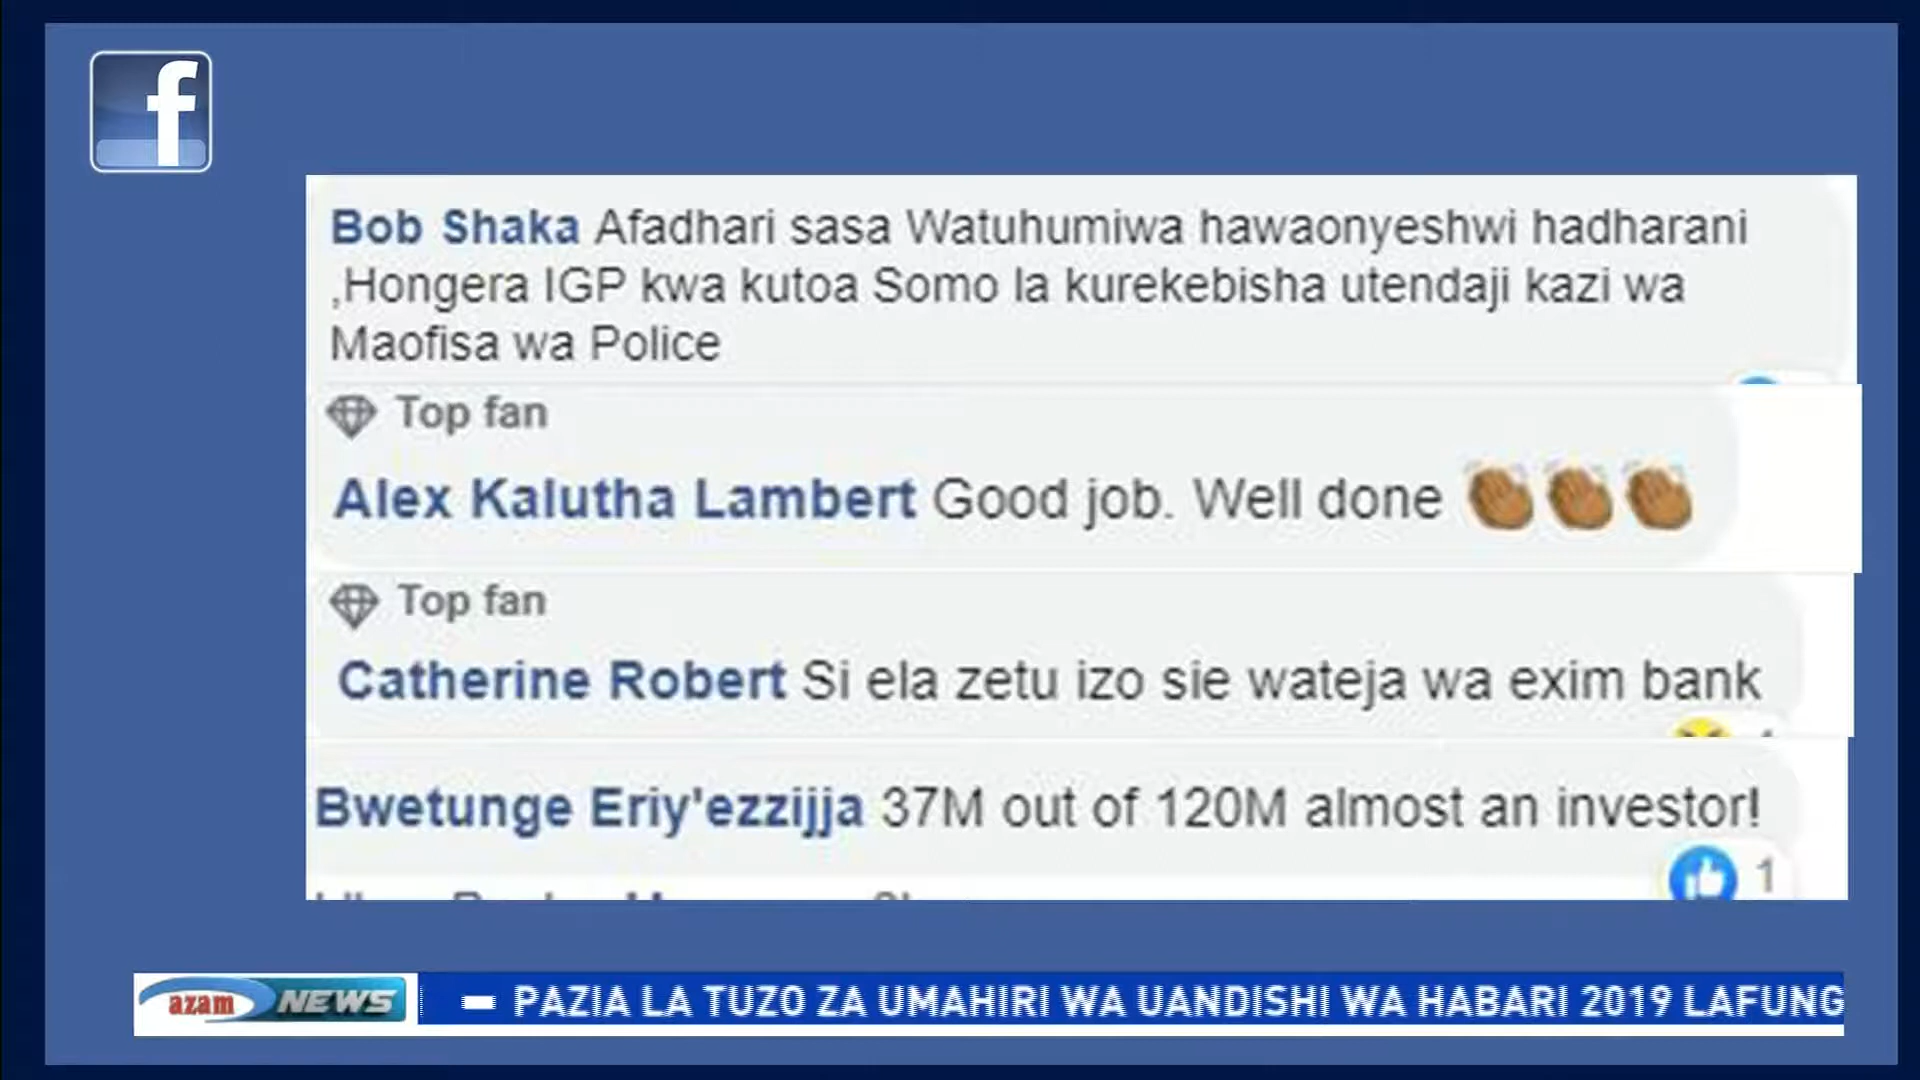 f
Bob Shaka Afadhari sasa Watuhumiwa hawaonyeshwi hadharani
,Hongera IGP kwa kutoa Somo la kurekebisha utendaji kazi wa
Maofisa wa Police
Top fan
Alex Kalutha Lambert Good job. Well done 👏🏾👏🏾👏🏾
Top fan
Catherine Robert Si ela zetu izo sie wateja wa exim bank
Bwetunge Eriy'ezzijja 37M out of 120M almost an investor!
1
azam NEWS
PAZIA LA TUZO ZA UMAHIRI WA UANDISHI WA HABARI 2019 LAFUNG